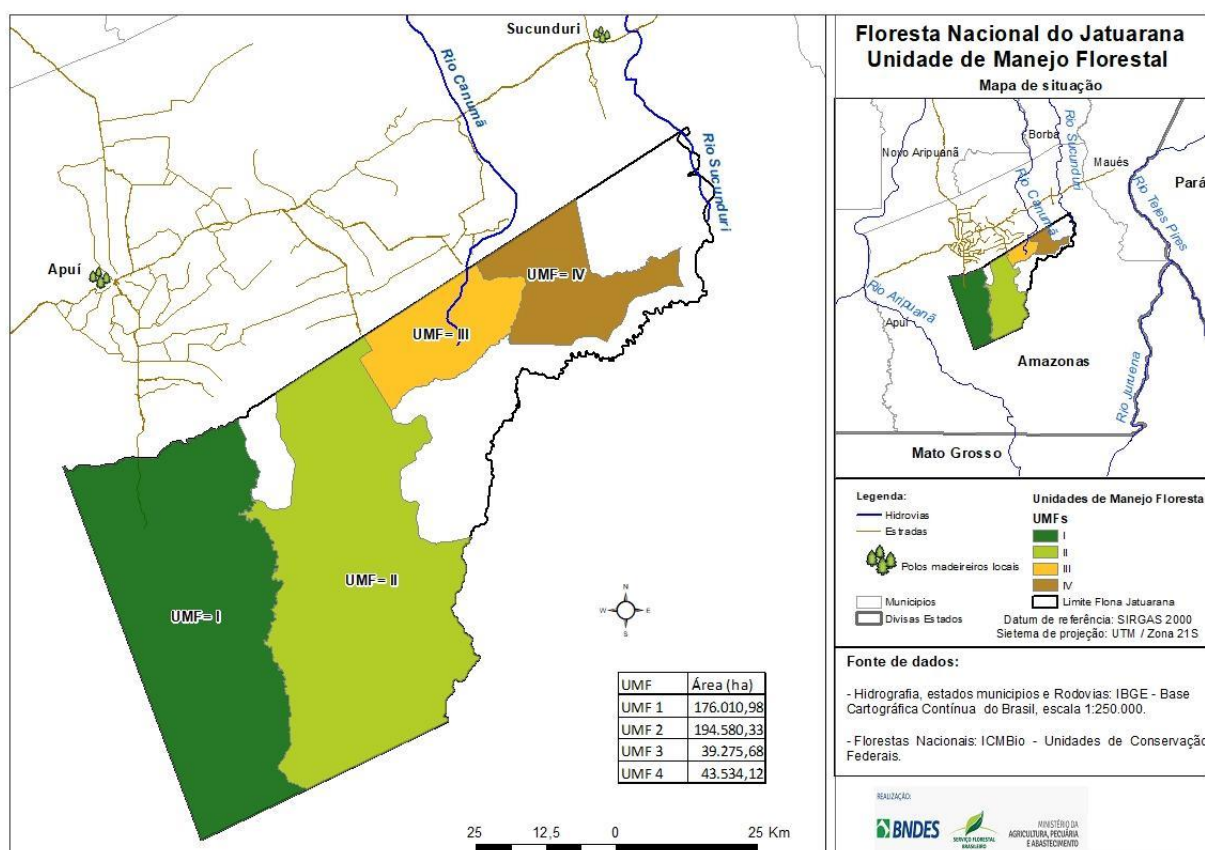 Sucunduri
Rio Canumã
Rio Sucunduri
Apuí
UMF= IV
UMF= III
UMF= II
UMF= I
UMF Área (ha)
UMF 1 176.010,98
UMF 2 194.580,33
UMF 3 39.275,68
UMF 4 43.534,12
25 12,5 0 25 Km
N
W E
S
Floresta Nacional do Jatuarana
Unidade de Manejo Florestal
Mapa de situação
Borba
Rio Sucunduri
Novo Aripuanã
Maués
Rio Canumã
Rio Teles Pires
Pará
Rio Aripuanã
Apuí
Amazonas
Rio Juruena
Mato Grosso
Legenda:
Hidrovias
Estradas
Polos madeireiros locais
Municipios
Divisas Estados
Unidades de Manejo Floresta
UMFs
I
II
III
IV
Limite Flona Jatuarana
Datum de referência: SIRGAS 2000
Sistema de projeção: UTM / Zona 21S
Fonte de dados:
- Hidrografia, estados municipios e Rodovias: IBGE - Base
Cartográfica Contínua do Brasil, escala 1:250.000.
- Florestas Nacionais: ICMBio - Unidades de Conservação
Federais.
REALIZAÇÃO:
BNDES
SERVIÇO FLORESTAL
BRASILEIRO
MINISTÉRIO DA
AGRICULTURA, PECUÁRIA
E ABASTECIMENTO